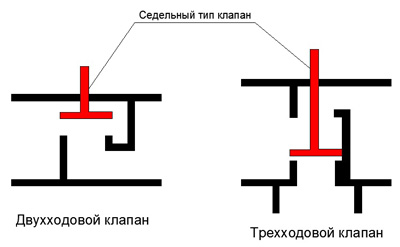 Седельный тип клапан
Двухходовой клапан
Трехходовой клапан